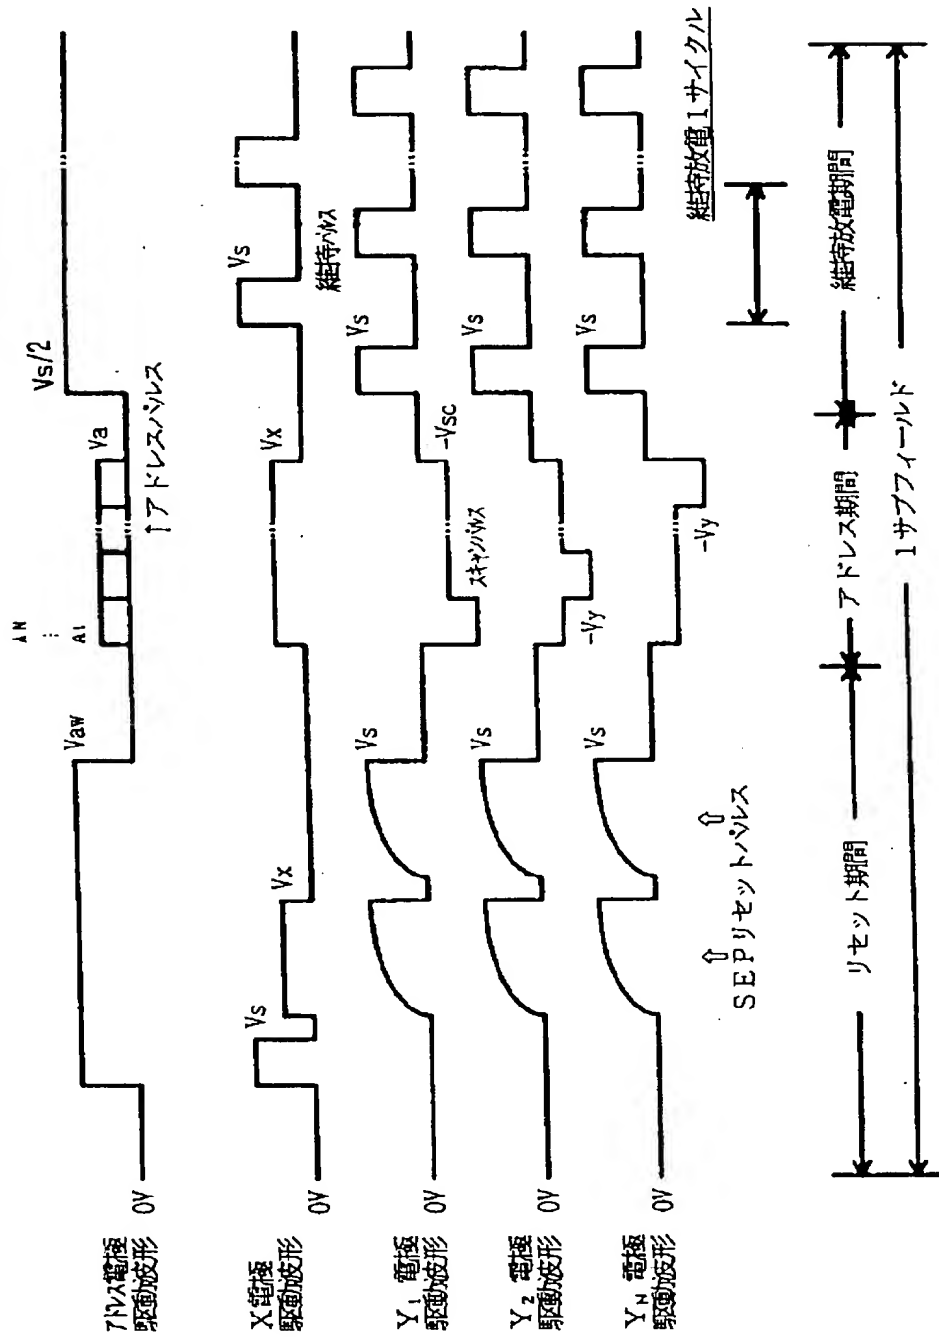 アドレス電極
駆動波形
0V
Vaw
AN
⋮
A1
Va
Vs/2
↑アドレスパルス
X電極
駆動波形
0V
Vs
Vx
Vx
Vs
維持パルス
Y₁ 電極
駆動波形
0V
Vs
スキャンパルス
-Vsc
Vs
Y₂ 電極
駆動波形
0V
Vs
-Vy
Vs
Y_N 電極
駆動波形
0V
Vs
-Vy
Vs
⇧ ⇧
SEPリセットパルス
維持放電1サイクル
リセット期間
アドレス期間
維持放電期間
1サブフィールド